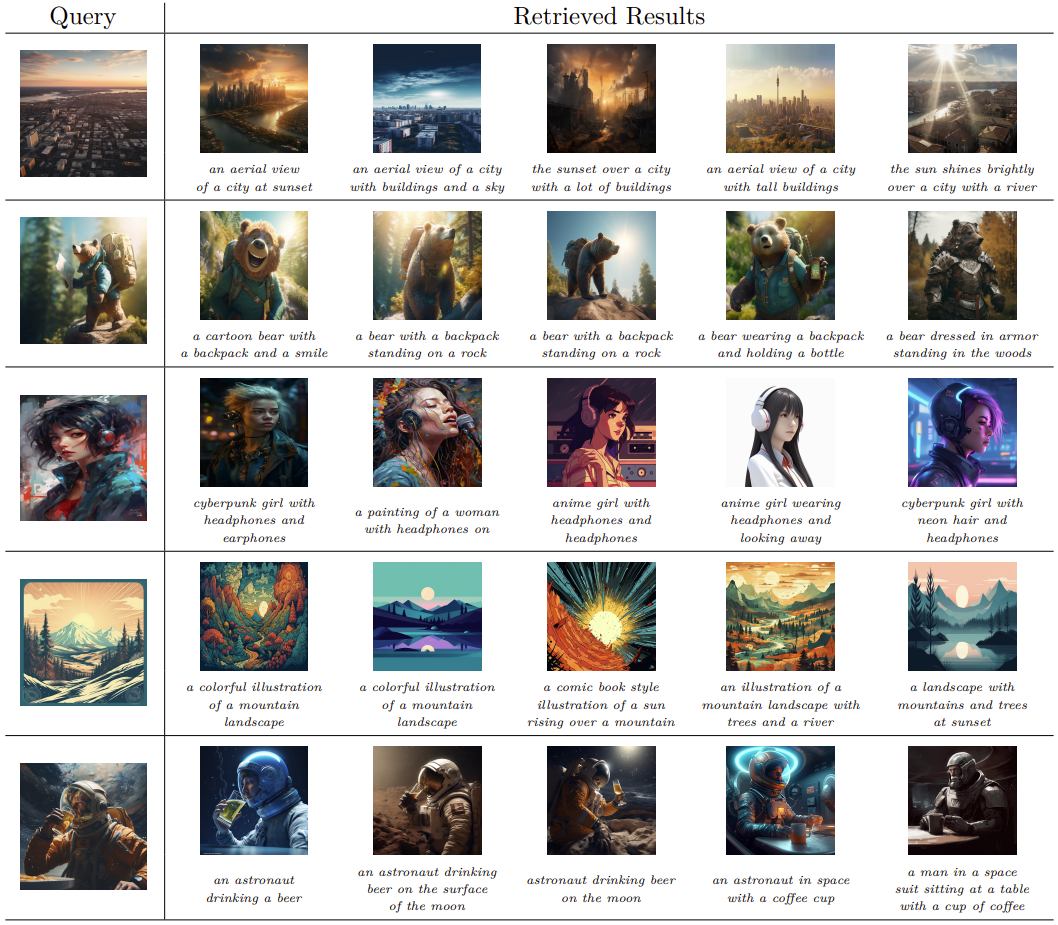 Query
Retrieved Results
an aerial view
of a city at sunset
an aerial view of a city
with buildings and a sky
the sunset over a city
with a lot of buildings
an aerial view of a city
with tall buildings
the sun shines brightly
over a city with a river
a cartoon bear with
a backpack and a smile
a bear with a backpack
standing on a rock
a bear with a backpack
standing on a rock
a bear wearing a backpack
and holding a bottle
a bear dressed in armor
standing in the woods
cyberpunk girl with
headphones and
earphones
a painting of a woman
with headphones on
anime girl with
headphones and
headphones
anime girl wearing
headphones and
looking away
cyberpunk girl with
neon hair and
headphones
a colorful illustration
of a mountain
landscape
a colorful illustration
of a mountain
landscape
a comic book style
illustration of a sun
rising over a mountain
an illustration of a
mountain landscape with
trees and a river
a landscape with
mountains and trees
at sunset
an astronaut
drinking a beer
an astronaut drinking
beer on the surface
of the moon
astronaut drinking beer
on the moon
an astronaut in space
with a coffee cup
a man in a space
suit sitting at a table
with a cup of coffee